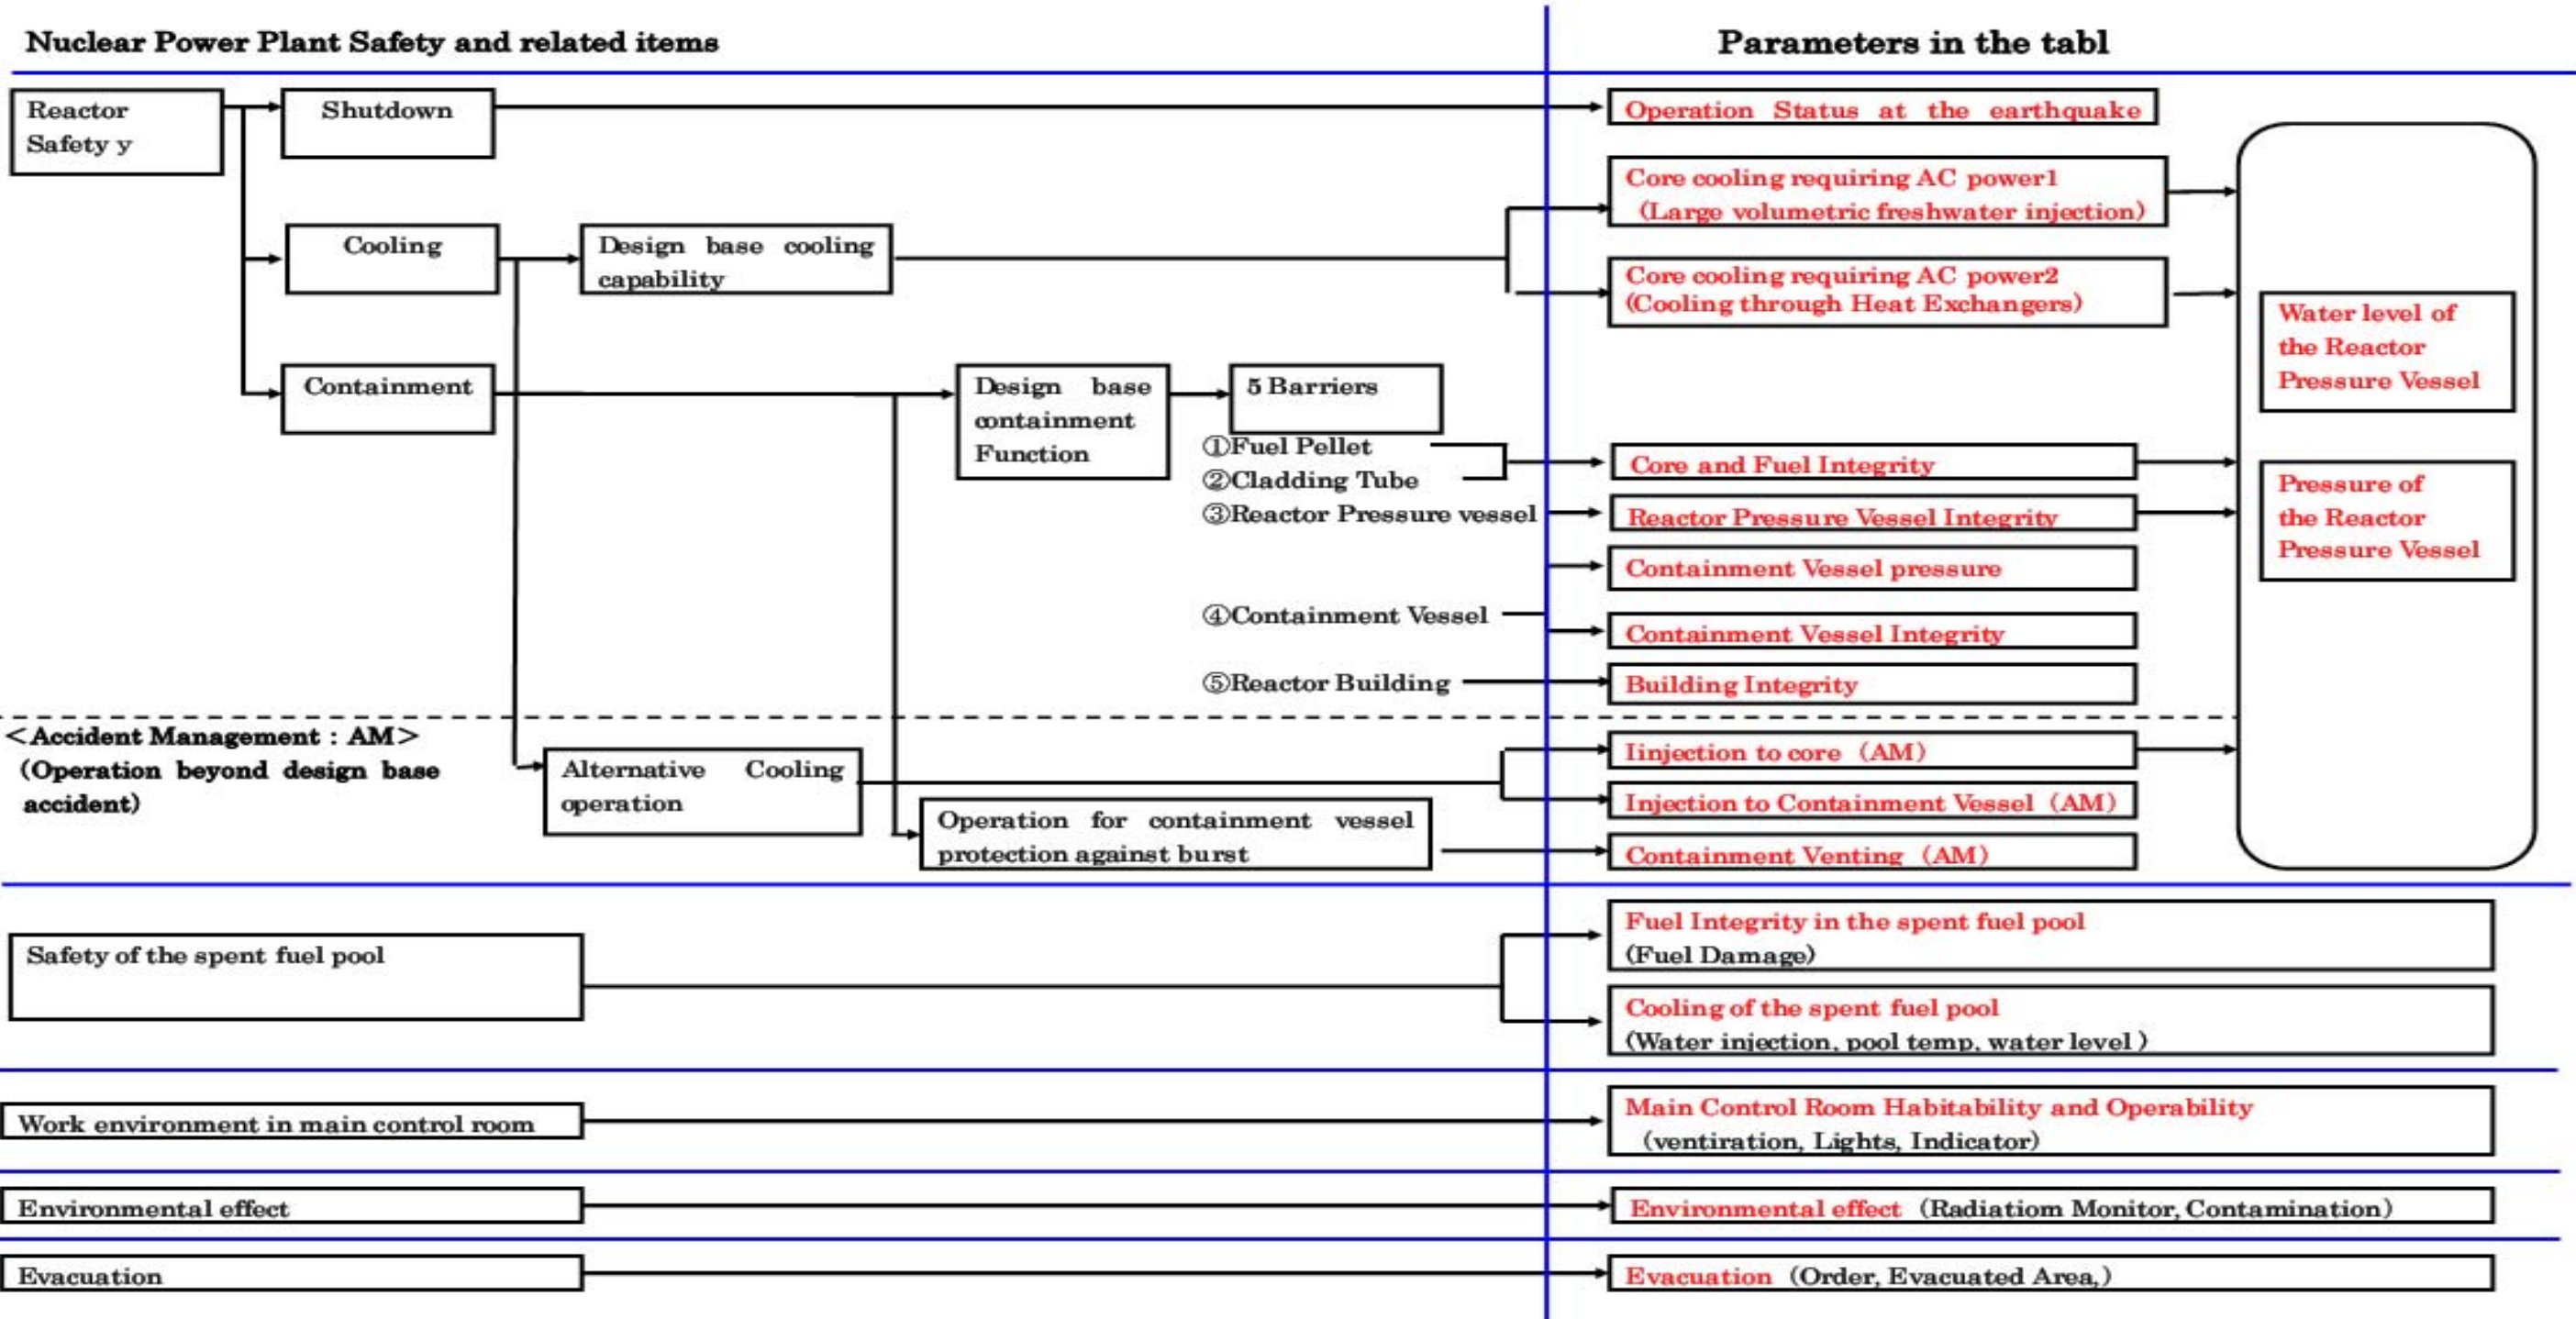 Nuclear Power Plant Safety and related items
Parameters in the tabl
Reactor
Safety y
Shutdown
Operation Status at the earthquake
Core cooling requiring AC power1
(Large volumetric freshwater injection)
Cooling
Design base cooling
capability
Core cooling requiring AC power2
(Cooling through Heat Exchangers)
Water level of
the Reactor
Pressure Vessel
Containment
Design base
containment
Function
5 Barriers
①Fuel Pellet
②Cladding Tube
③Reactor Pressure vessel
④Containment Vessel
⑤Reactor Building
Core and Fuel Integrity
Reactor Pressure Vessel Integrity
Containment Vessel pressure
Containment Vessel Integrity
Building Integrity
Pressure of
the Reactor
Pressure Vessel
<Accident Management : AM>
(Operation beyond design base
accident)
Alternative Cooling
operation
Operation for containment vessel
protection against burst
Iinjection to core (AM)
Injection to Containment Vessel (AM)
Containment Venting (AM)
Safety of the spent fuel pool
Fuel Integrity in the spent fuel pool
(Fuel Damage)
Cooling of the spent fuel pool
(Water injection, pool temp, water level )
Work environment in main control room
Main Control Room Habitability and Operability
(ventiration, Lights, Indicator)
Environmental effect
Environmental effect (Radiatiom Monitor, Contamination)
Evacuation
Evacuation (Order, Evacuated Area,)